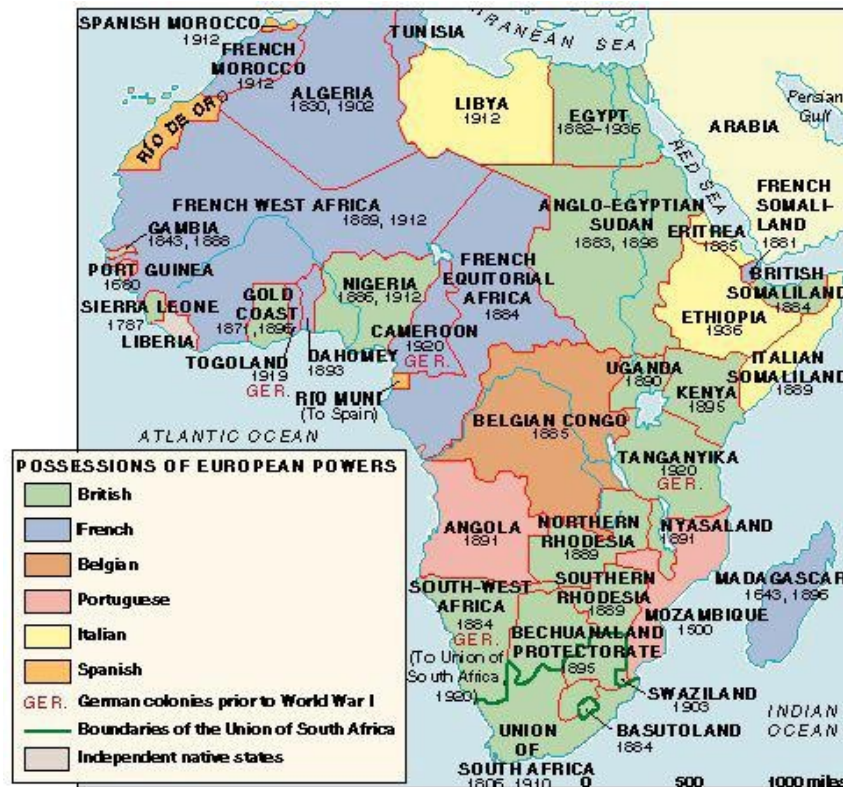 SPANISH MOROCCO
1912
FRENCH
MOROCCO
1912
TUNISIA
RANEAN SEA
ALGERIA
1830, 1902
LIBYA
1912
EGYPT
1882–1936
Persian
Gulf
ARABIA
RED SEA
RÍO DE ORO
FRENCH WEST AFRICA
1889, 1912
ANGLO-EGYPTIAN
SUDAN
1883, 1898
FRENCH
SOMALI-
LAND
1881
ERITREA
1885
GAMBIA
1843, 1888
PORT GUINEA
1680
SIERRA LEONE
1787
LIBERIA
GOLD
COAST
1871, 1896
NIGERIA
1886, 1912
FRENCH
EQUITORIAL
AFRICA
1884
BRITISH
SOMALILAND
1884
ETHIOPIA
1936
CAMEROON
1920
GER.
TOGOLAND
1919
GER.
DAHOMEY
1893
RIO MUNI
(To Spain)
UGANDA
1890
KENYA
1895
ITALIAN
SOMALILAND
1889
ATLANTIC OCEAN
BELGIAN CONGO
1885
TANGANYIKA
1920
GER.
ANGOLA
1891
NORTHERN
RHODESIA
1889
NYASALAND
1891
SOUTH-WEST
AFRICA
1884
GER.
(To Union of
South Africa
1920)
SOUTHERN
RHODESIA
1889
MADAGASCAR
1643, 1896
MOZAMBIQUE
1500
BECHUANALAND
PROTECTORATE
1895
SWAZILAND
1903
BASUTOLAND
1884
INDIAN
OCEAN
UNION
OF
SOUTH AFRICA
1806, 1910
0 500 1000 miles
POSSESSIONS OF EUROPEAN POWERS
British
French
Belgian
Portuguese
Italian
Spanish
GER. German colonies prior to World War I
Boundaries of the Union of South Africa
Independent native states